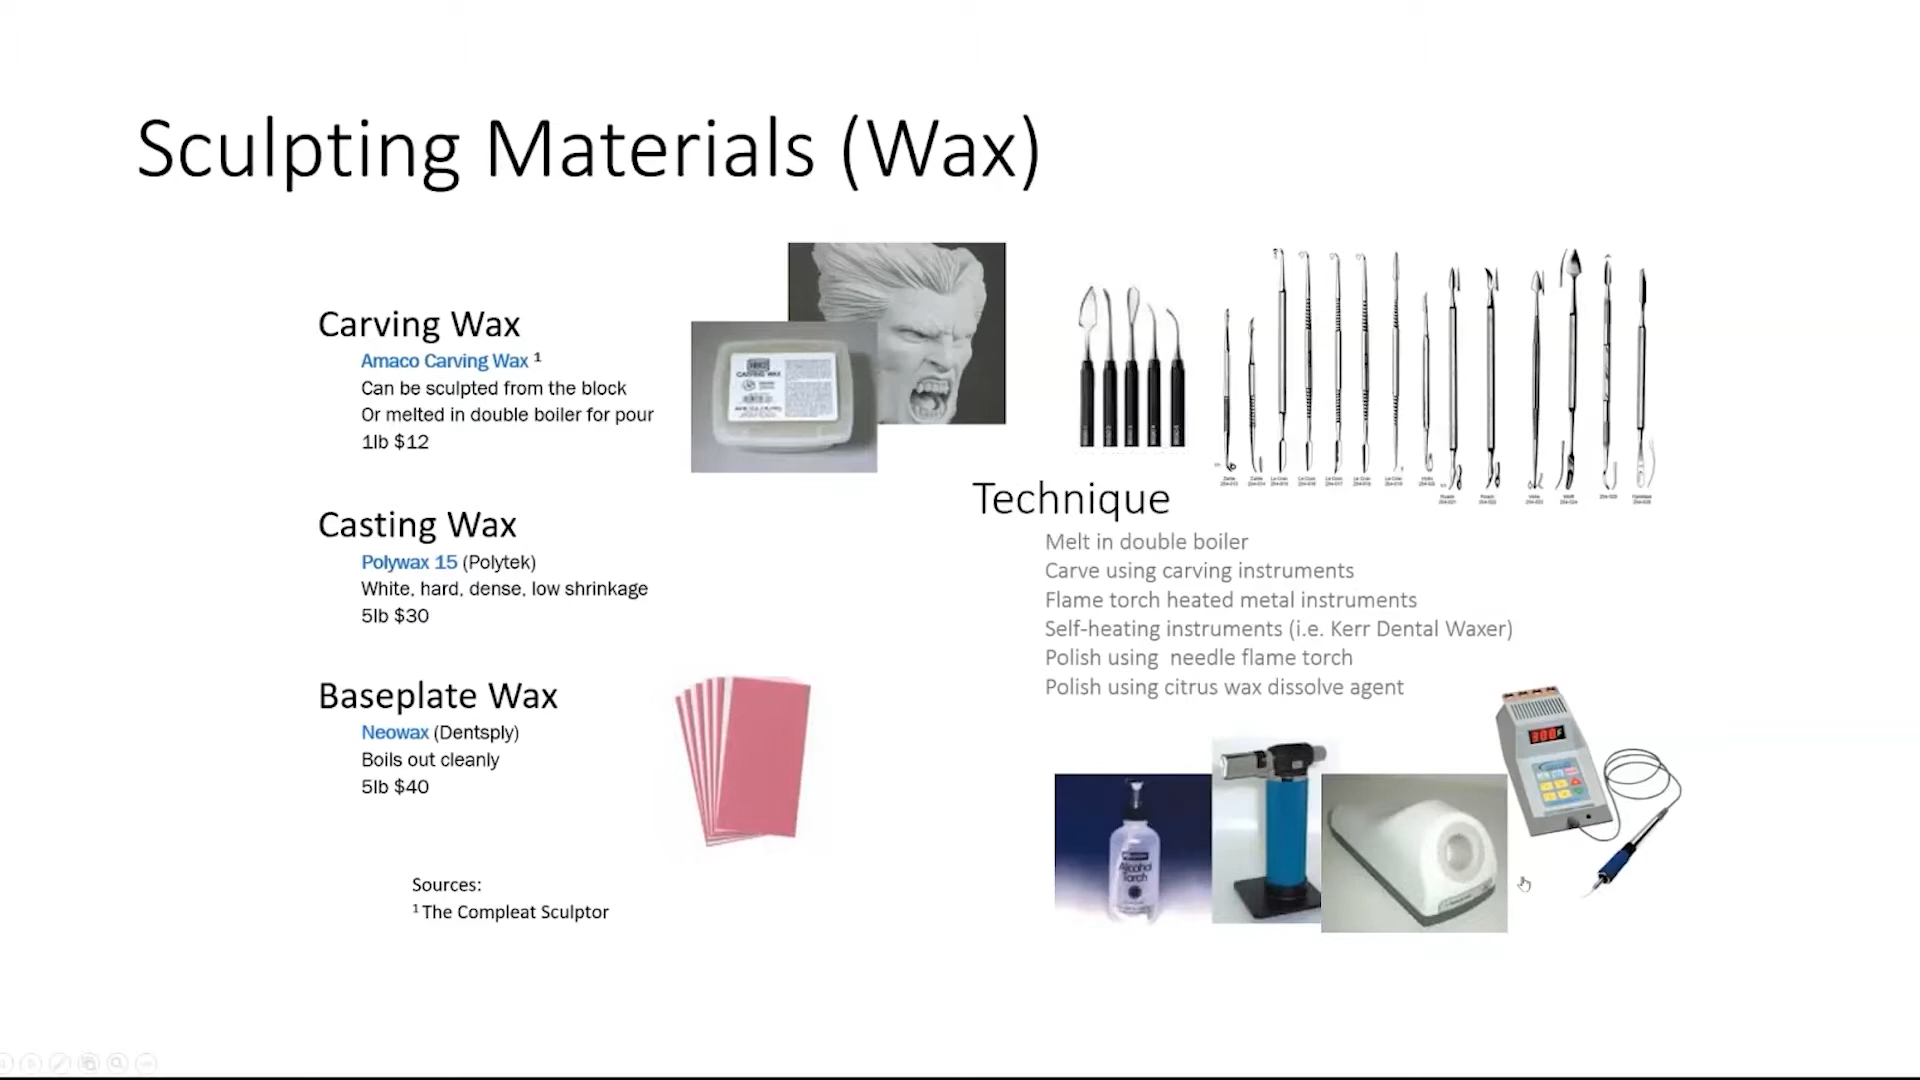 Sculpting Materials (Wax)
Carving Wax
Amaco Carving Wax ¹
Can be sculpted from the block
Or melted in double boiler for pour
1lb $12
CARVING WAX
Casting Wax
Polywax 15 (Polytek)
White, hard, dense, low shrinkage
5lb $30
Baseplate Wax
Neowax (Dentsply)
Boils out cleanly
5lb $40
Sources:
¹ The Compleat Sculptor
Technique
Melt in double boiler
Carve using carving instruments
Flame torch heated metal instruments
Self-heating instruments (i.e. Kerr Dental Waxer)
Polish using  needle flame torch
Polish using citrus wax dissolve agent
Alcohol
Torch
300F